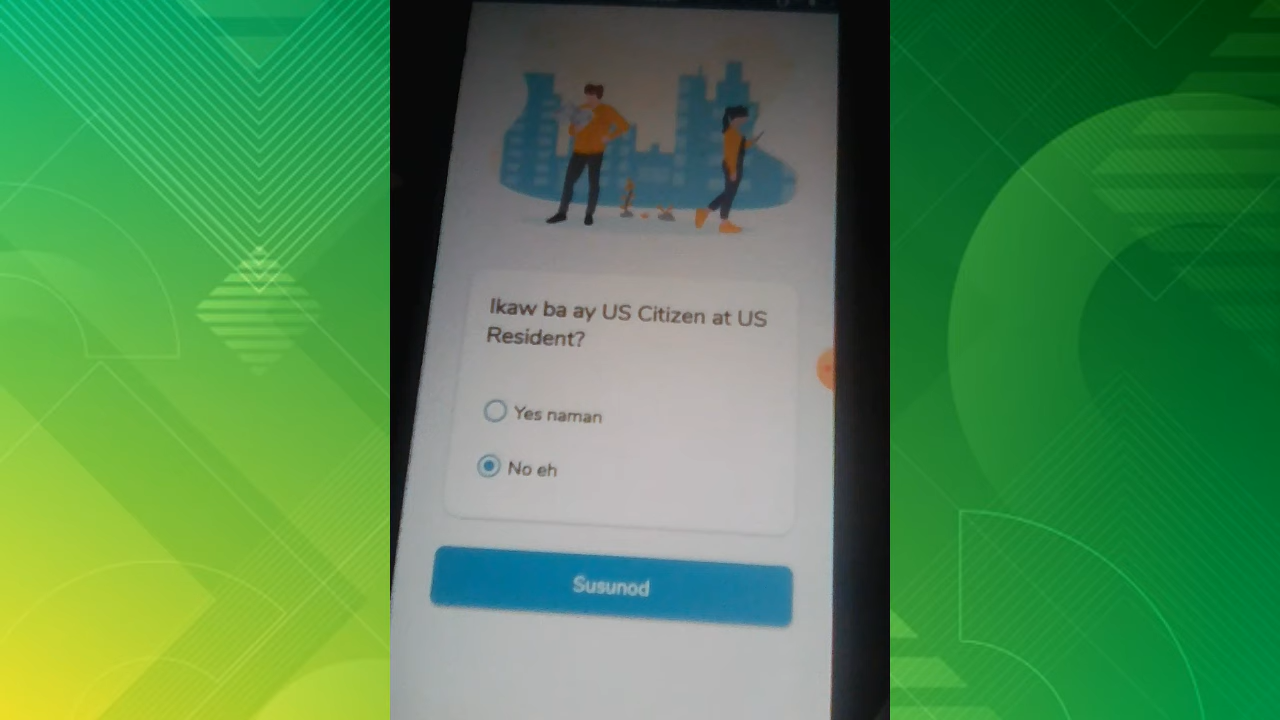 Ikaw ba ay US Citizen at US
Resident?
Yes naman
No eh
Susunod